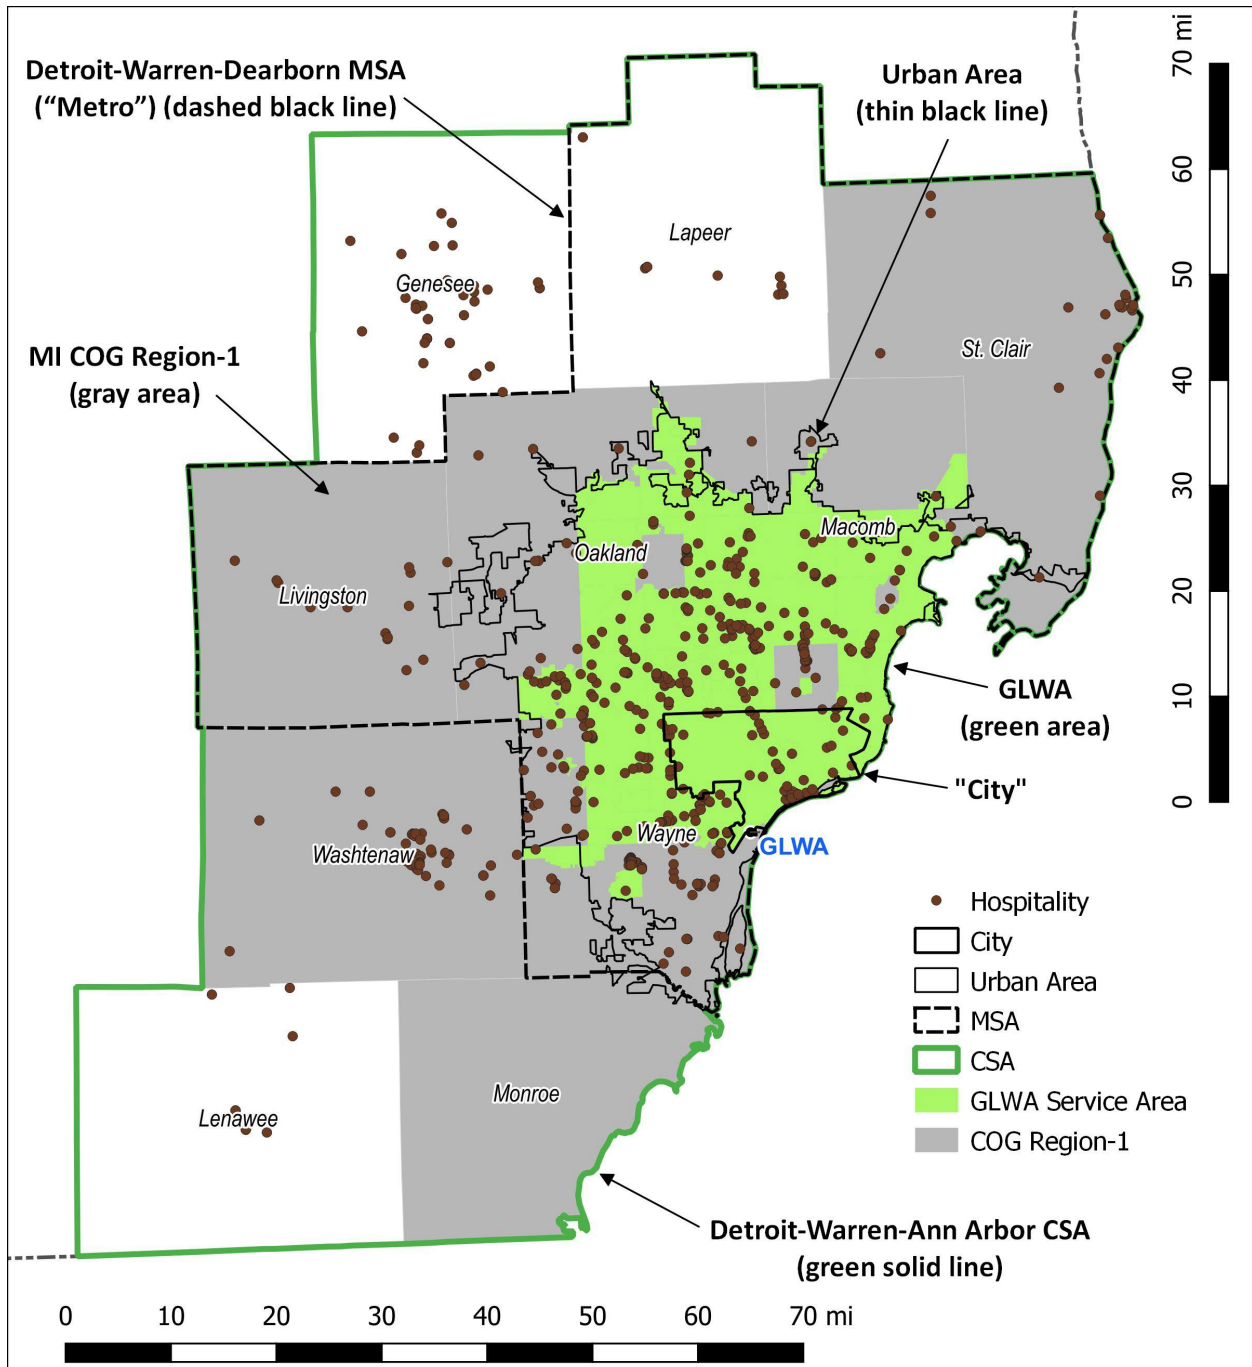 Detroit-Warren-Dearborn MSA
(“Metro”) (dashed black line)
Urban Area
(thin black line)
70 mi
60
50
40
30
20
10
0
Lapeer
Genesee
St. Clair
MI COG Region-1
(gray area)
Macomb
Oakland
Livingston
GLWA
(green area)
"City"
Wayne
GLWA
Washtenaw
Hospitality
City
Urban Area
MSA
CSA
GLWA Service Area
COG Region-1
Monroe
Lenawee
Detroit-Warren-Ann Arbor CSA
(green solid line)
0 10 20 30 40 50 60 70 mi